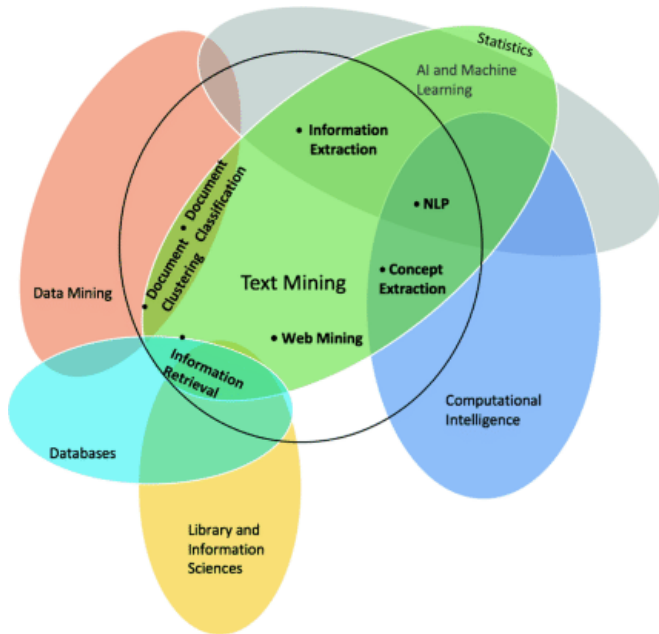 Statistics
AI and Machine
Learning
Information
Extraction
NLP
Document
Classification
Document
Clustering
Data Mining
Text Mining
Concept
Extraction
Web Mining
Information
Retrieval
Computational
Intelligence
Databases
Library and
Information
Sciences